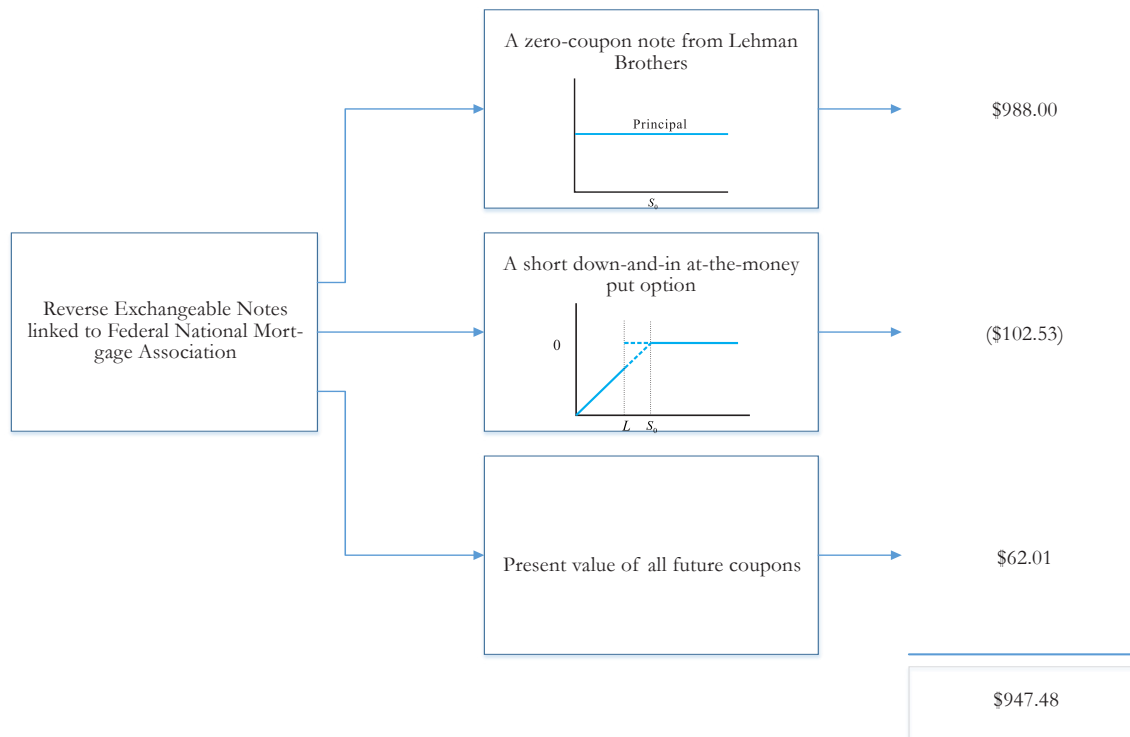 A zero-coupon note from Lehman
Brothers
Principal
S₀
$988.00
Reverse Exchangeable Notes
linked to Federal National Mort-
gage Association
A short down-and-in at-the-money
put option
0
L S₀
($102.53)
Present value of all future coupons
$62.01
$947.48